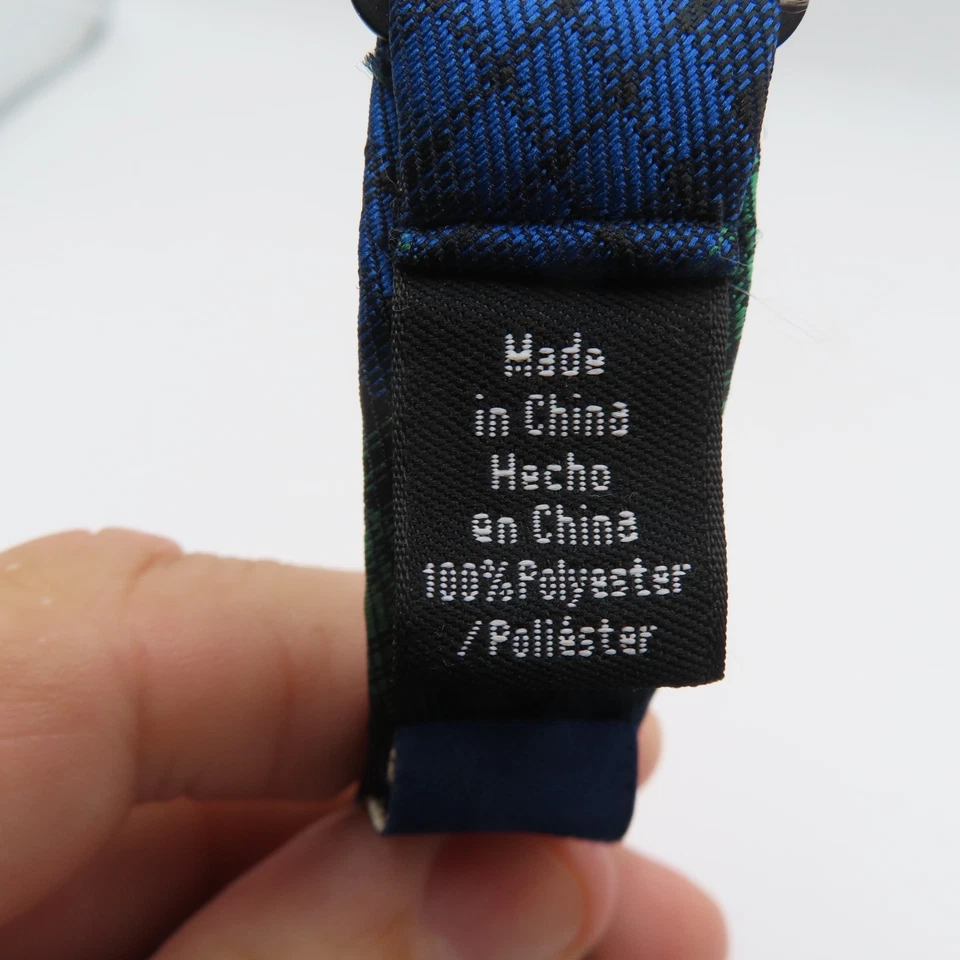 Made
in China
Hecho
en China
100%Polyester
/Poliéster